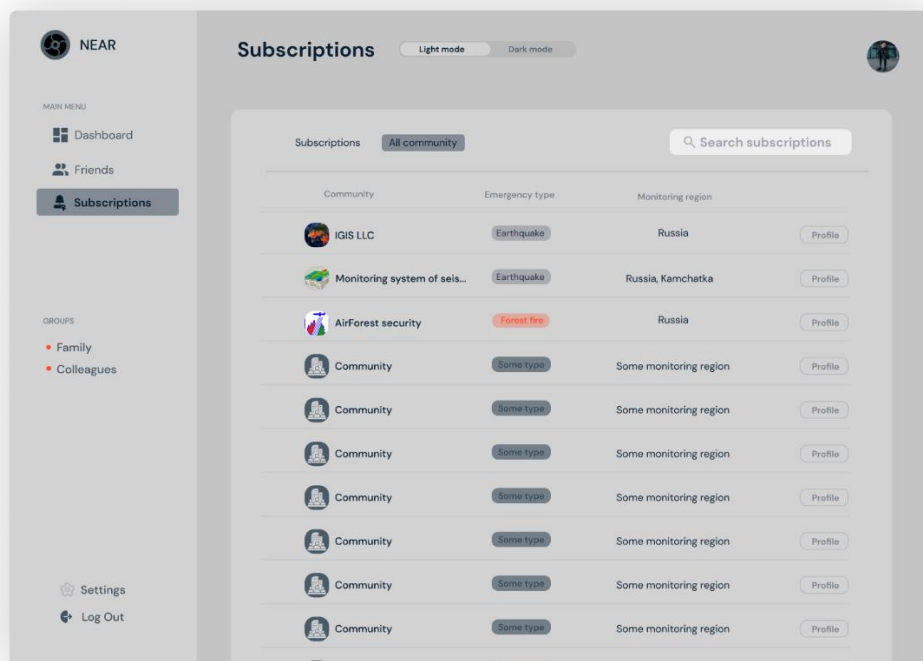 NEAR
MAIN MENU
Dashboard
Friends
Subscriptions
GROUPS
Family
Colleagues
Settings
Log Out
Subscriptions
Light mode Dark mode
Subscriptions All community Search subscriptions
Community Emergency type Monitoring region
IGIS LLC Earthquake Russia Profile
Monitoring system of seis... Earthquake Russia, Kamchatka Profile
AirForest security Forest fire Russia Profile
Community Some type Some monitoring region Profile
Community Some type Some monitoring region Profile
Community Some type Some monitoring region Profile
Community Some type Some monitoring region Profile
Community Some type Some monitoring region Profile
Community Some type Some monitoring region Profile
Community Some type Some monitoring region Profile